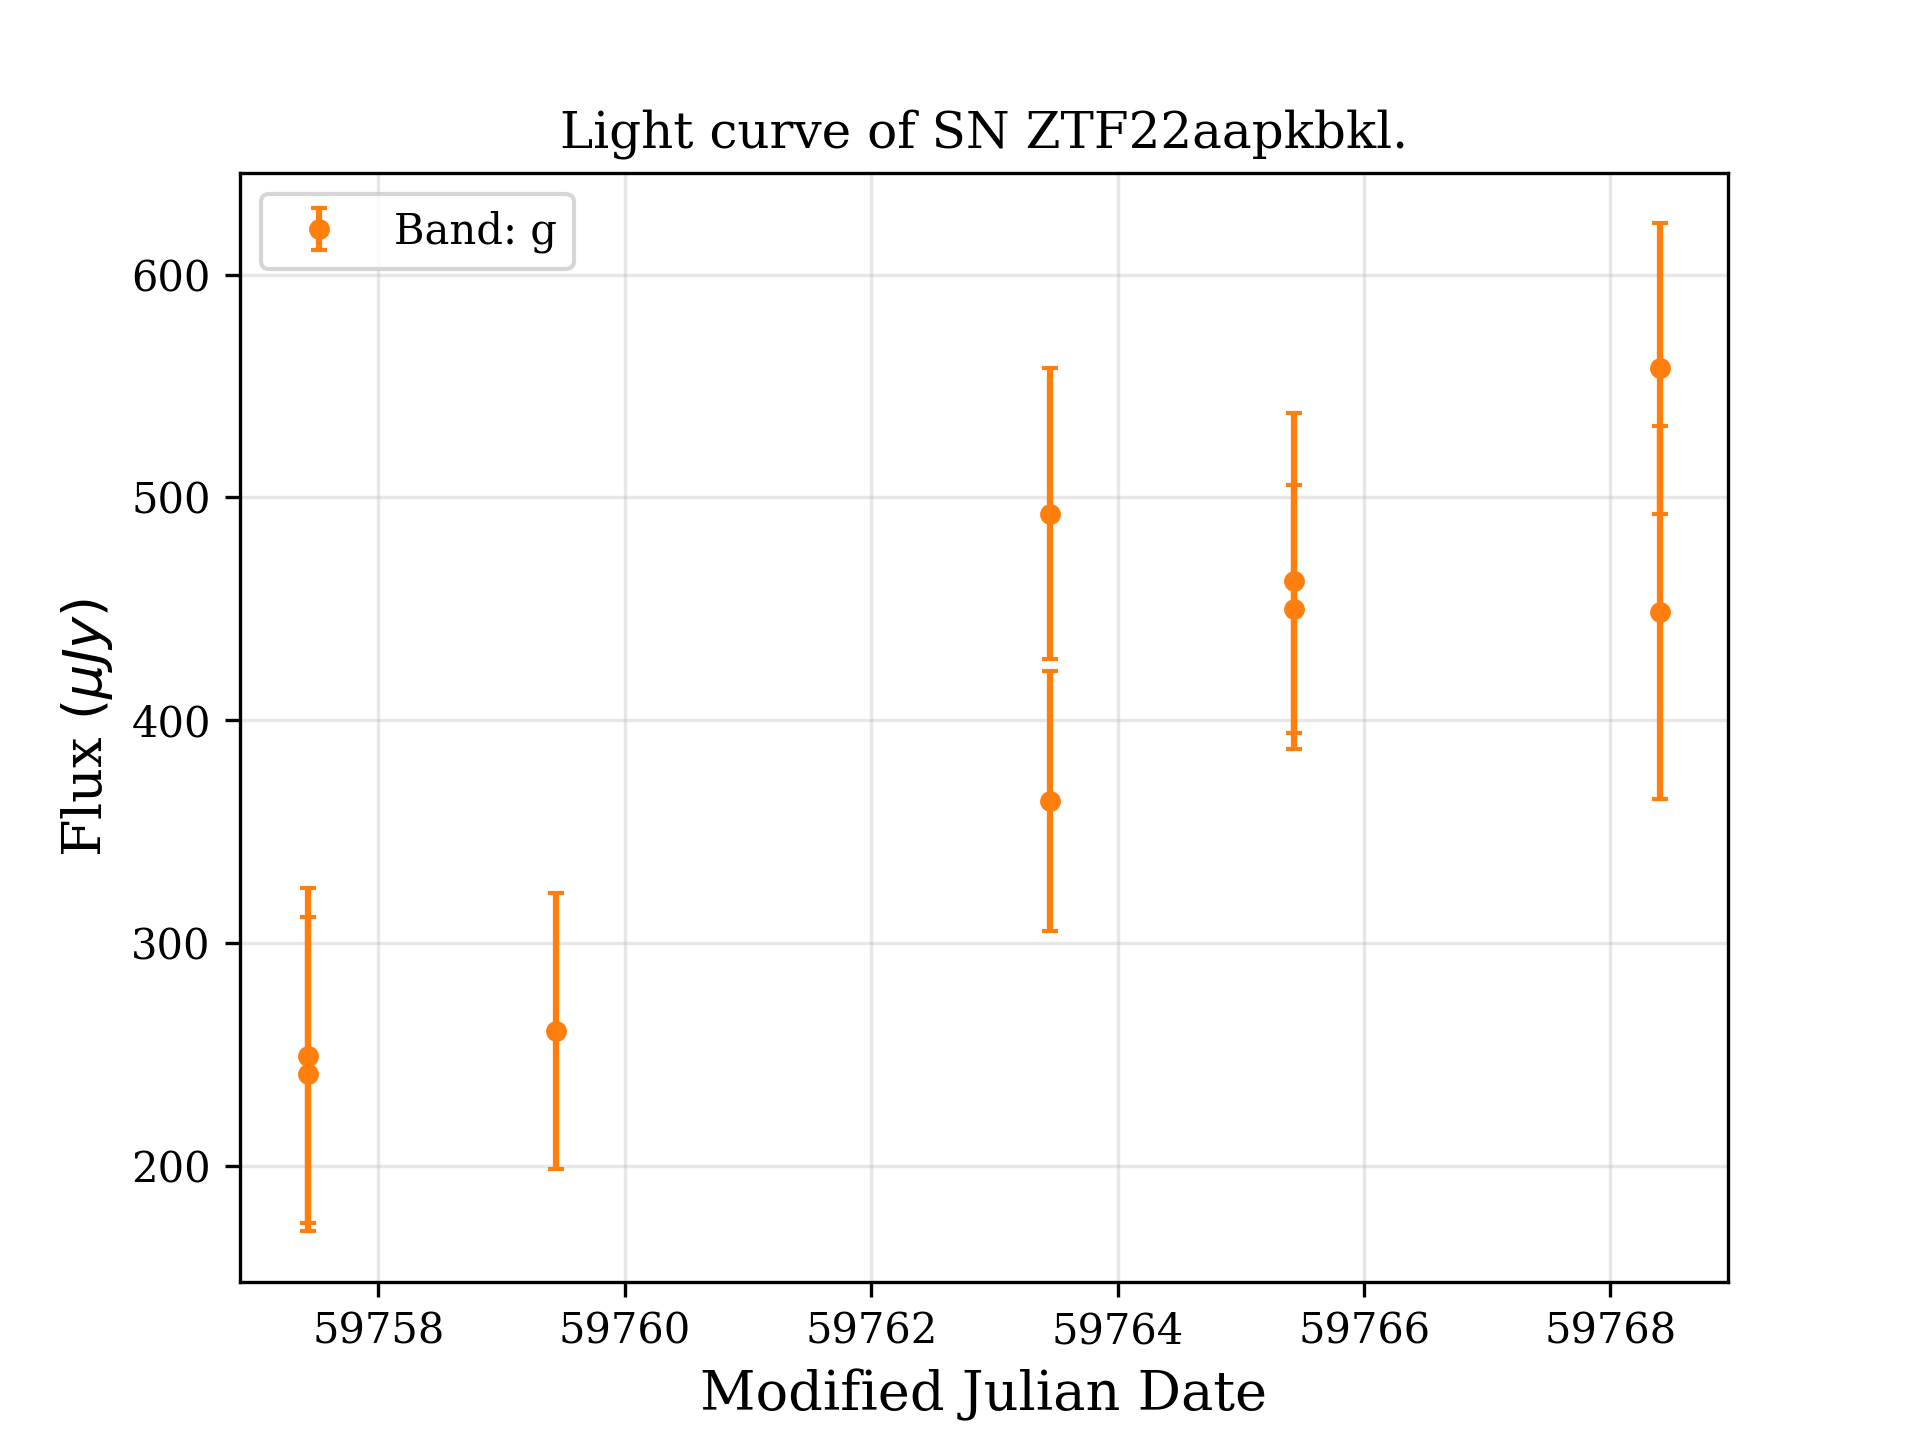 Light curve of SN ZTF22aapkbkl.
Band: g
600
500
400
300
200
Flux (μJy)
59758 59760 59762 59764 59766 59768
Modified Julian Date